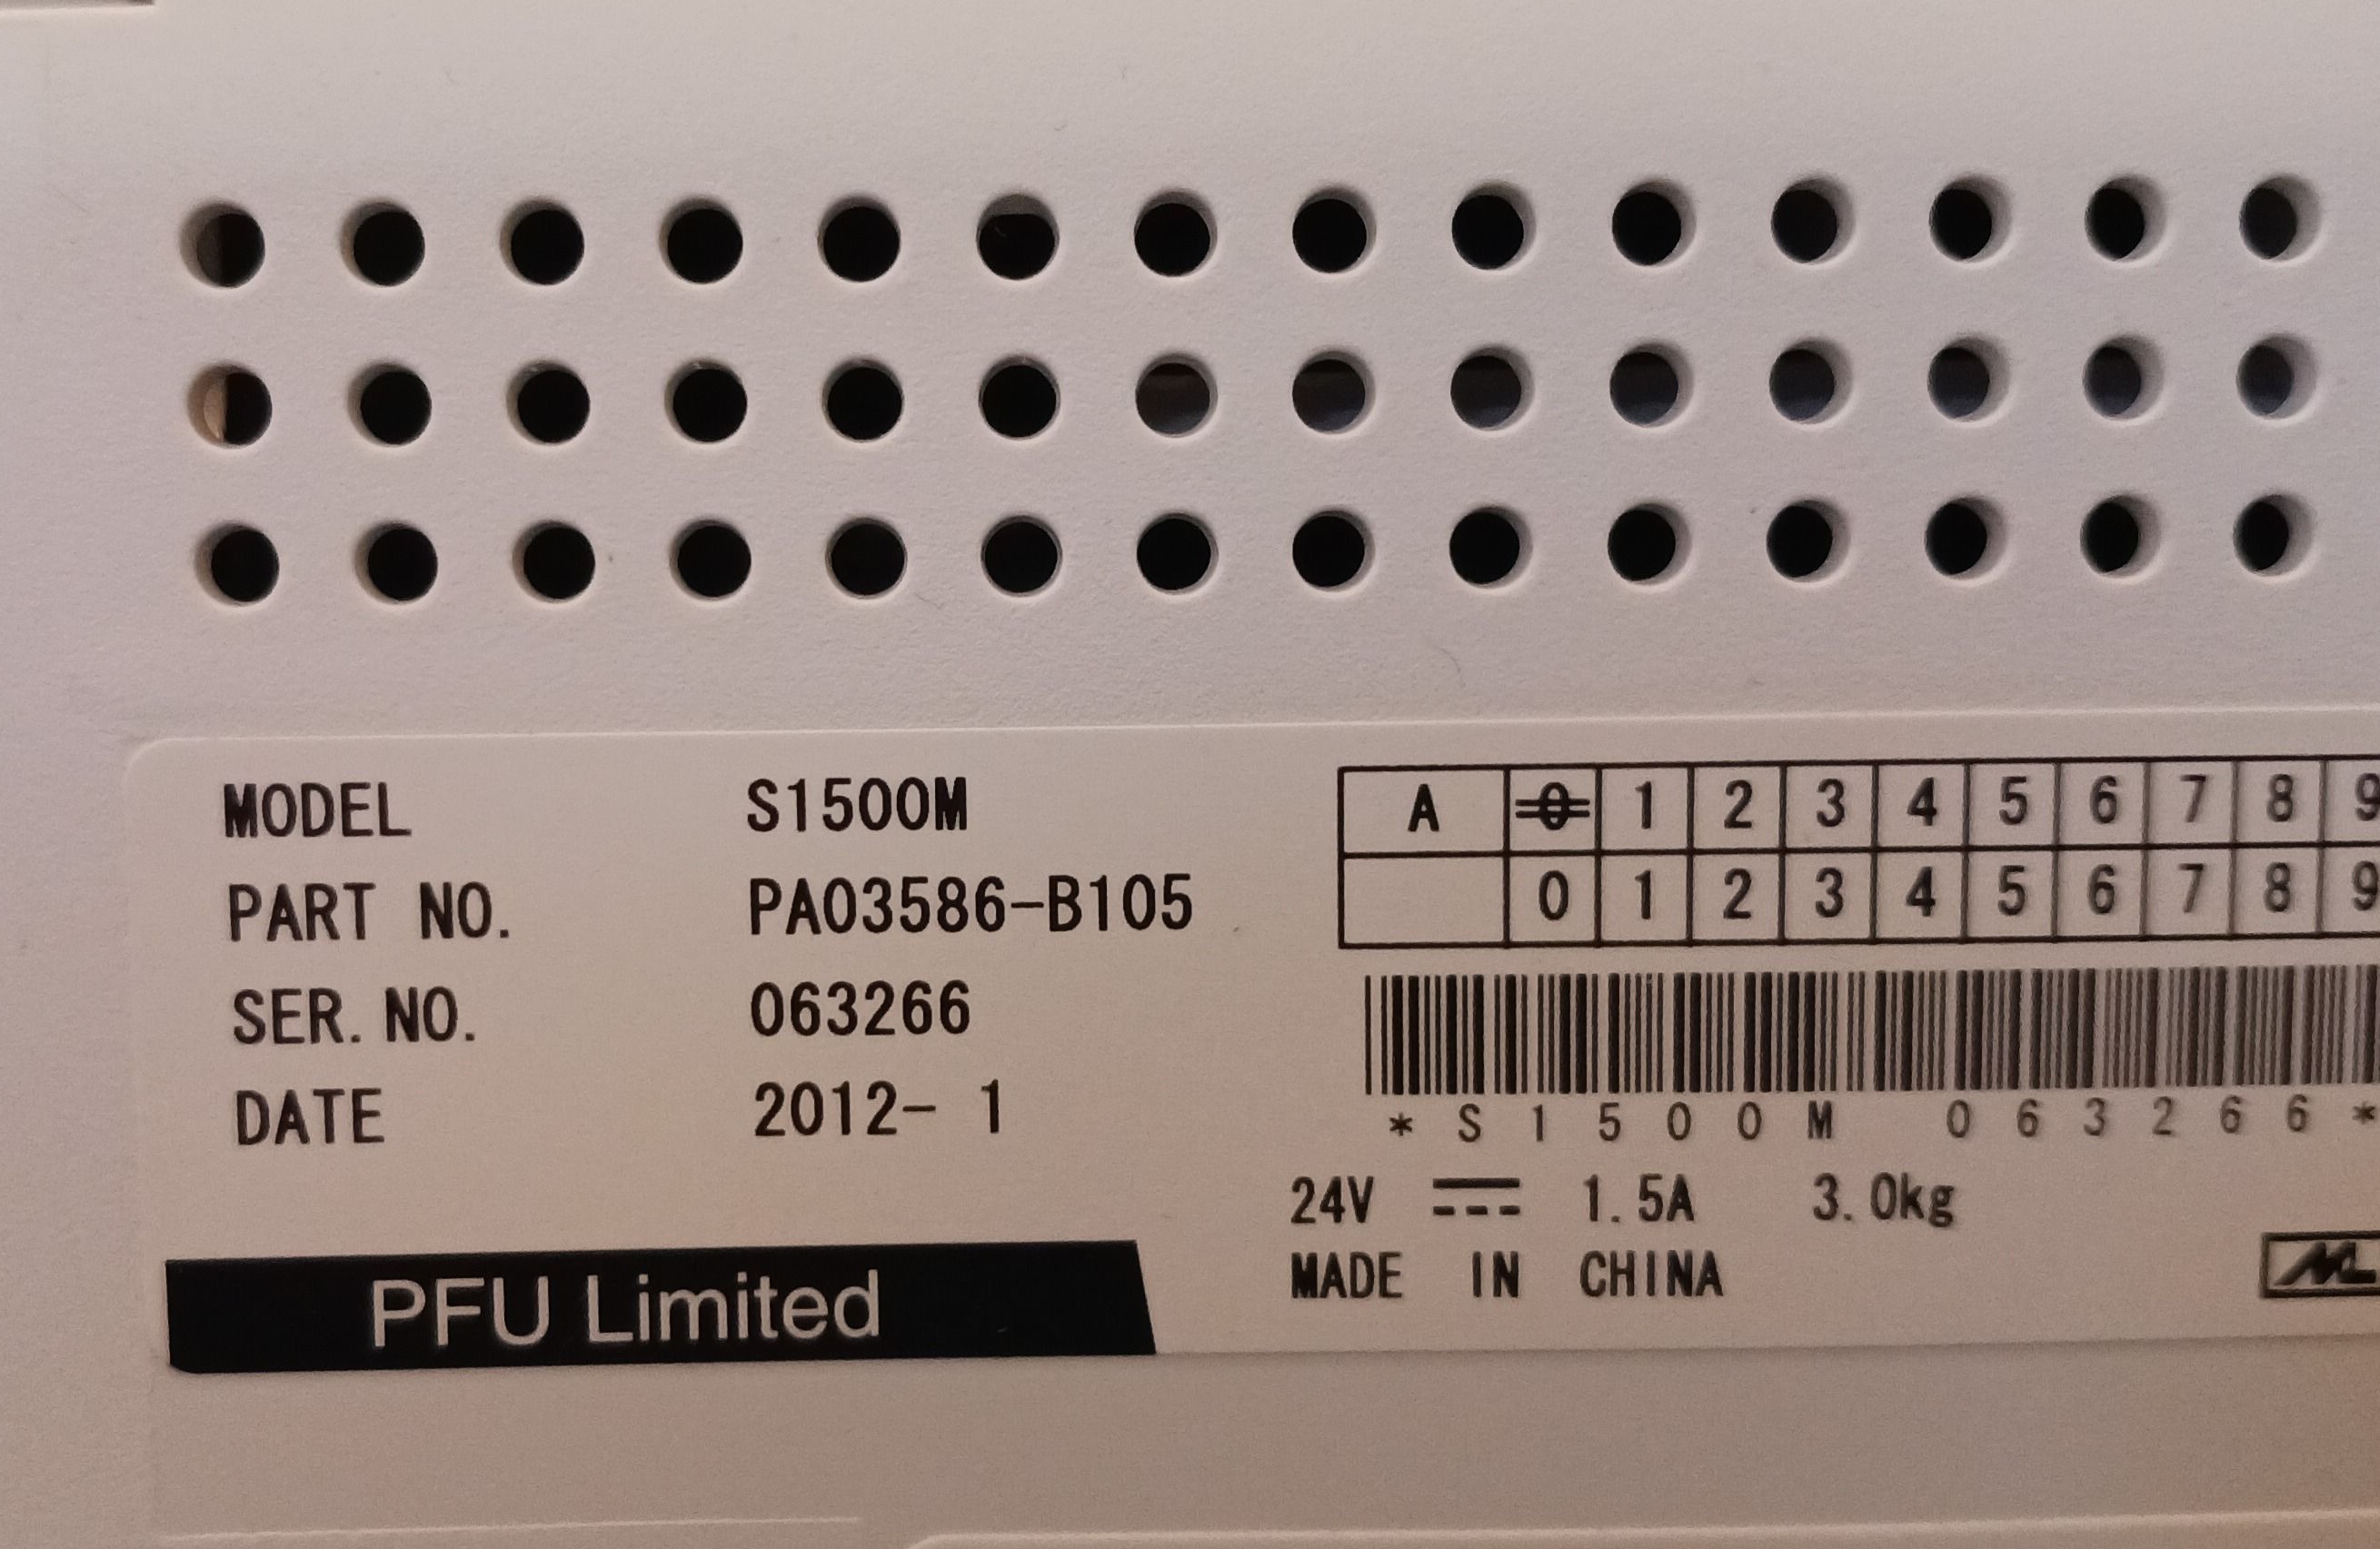 MODEL S1500M
PART NO. PA03586-B105
SER. NO. 063266
DATE 2012- 1
PFU Limited
A 0 1 2 3 4 5 6 7 8 9
0 1 2 3 4 5 6 7 8 9
*S1500M 063266*
24V 1.5A 3.0kg
MADE IN CHINA